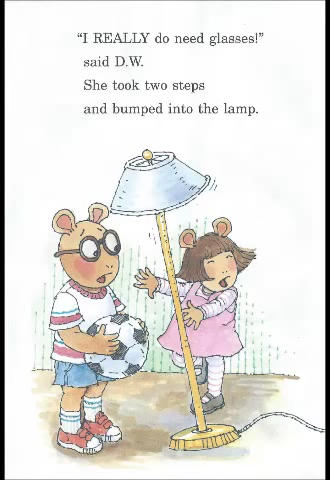 “I REALLY do need glasses!”
said D.W.
She took two steps
and bumped into the lamp.